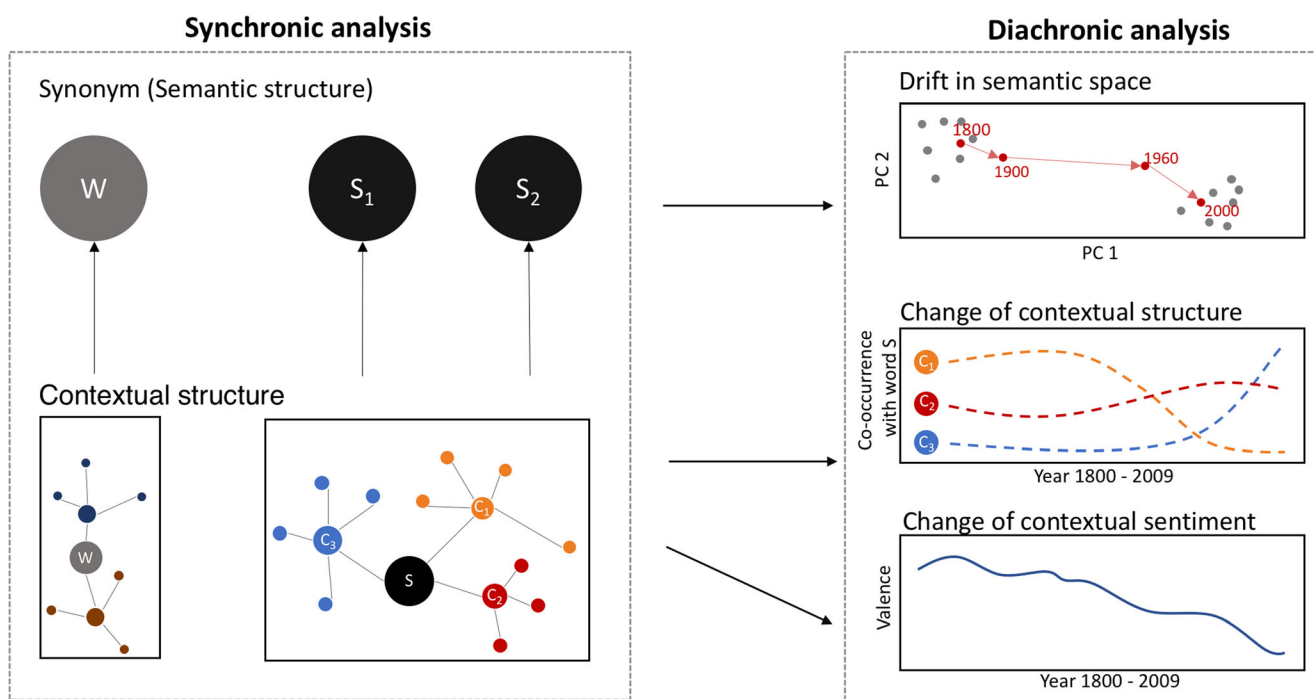 Synchronic analysis
Synonym (Semantic structure)
W
S₁
S₂
Contextual structure
W
C₁
C₃
S
C₂
Diachronic analysis
Drift in semantic space
PC 2
1800
1900
1960
2000
PC 1
Change of contextual structure
Co-occurrence
with word S
C₁
C₂
C₃
Year 1800 - 2009
Change of contextual sentiment
Valence
Year 1800 - 2009